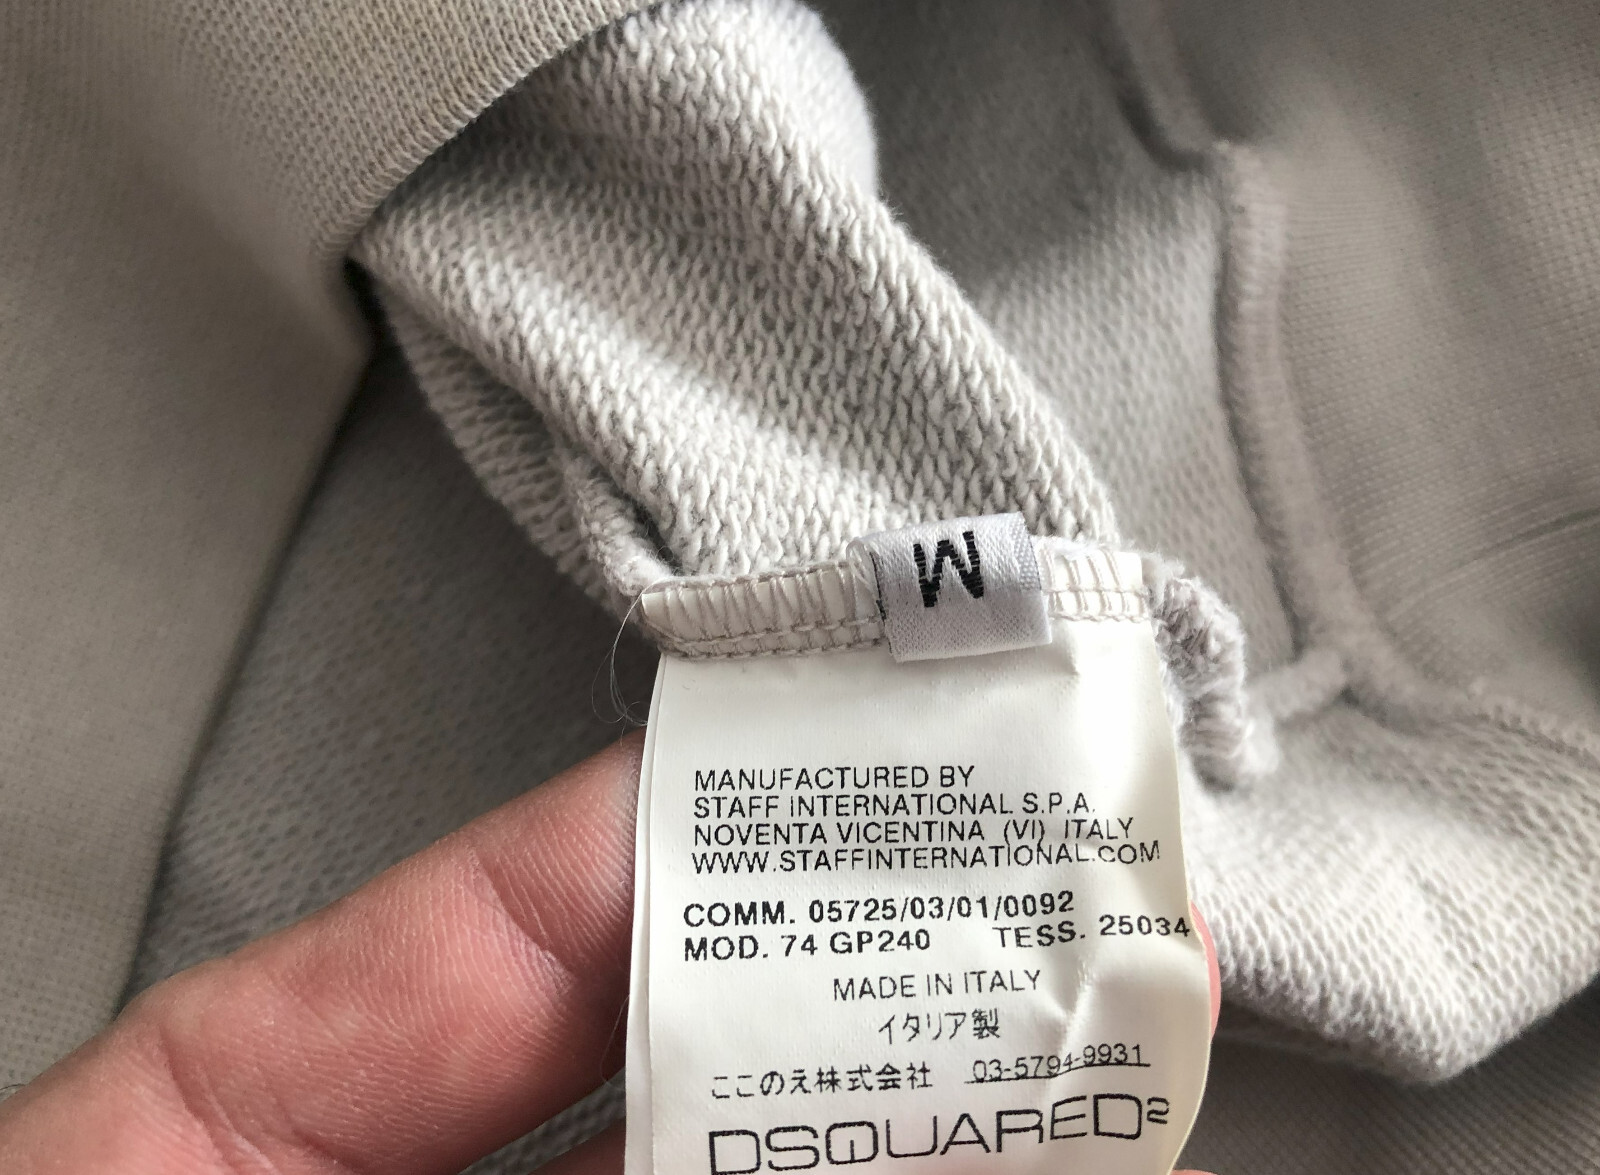 M
MANUFACTURED BY
STAFF INTERNATIONAL S.P.A.
NOVENTA VICENTINA (VI) ITALY
WWW.STAFFINTERNATIONAL.COM
COMM. 05725/03/01/0092
MOD. 74 GP240 TESS. 25034
MADE IN ITALY
イタリア製
ここのえ株式会社 03-5794-9931
DSQUARED2